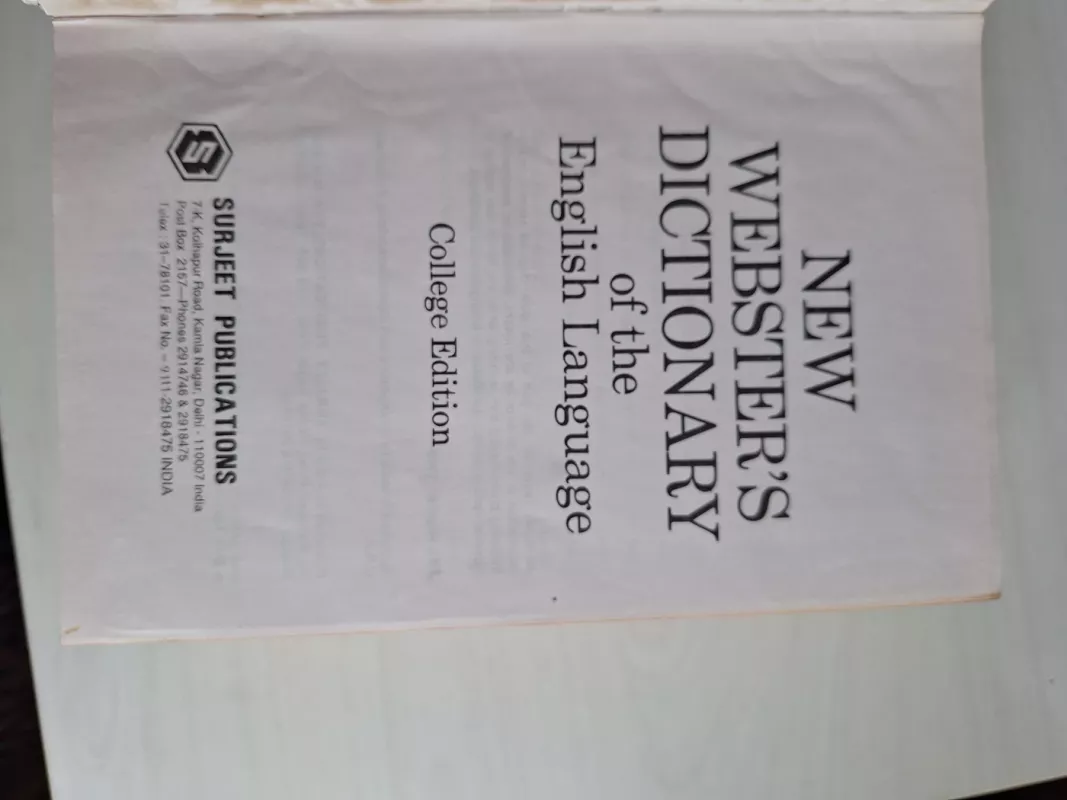 NEW
WEBSTER'S
DICTIONARY
of the
English Language
College Edition
S
SURJEET PUBLICATIONS
7-K, Kolhapur Road, Kamla Nagar, Delhi - 110007 India
Post Box 2157—Phones 2914746 & 2918475
Telex : 31-78101 Fax No. – 9111-2918475 INDIA